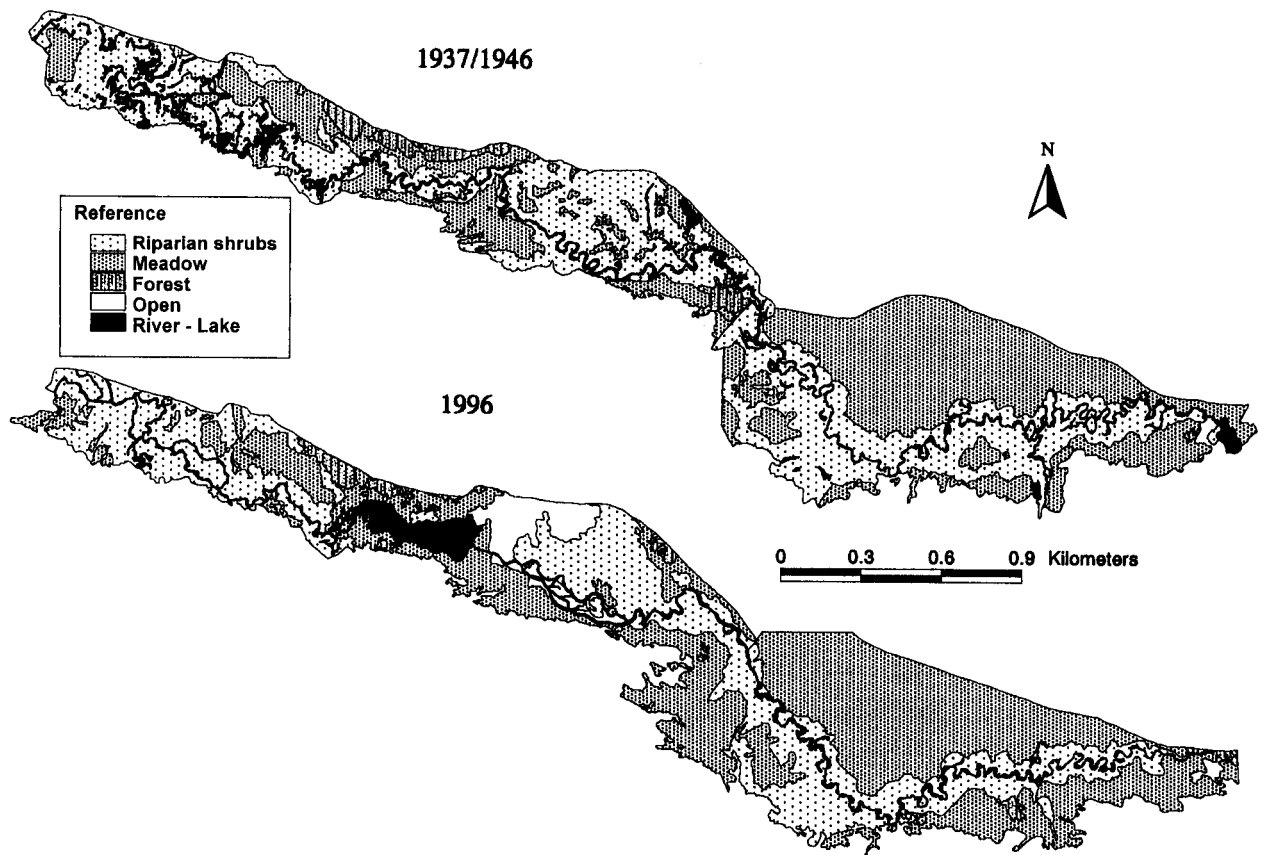 1937/1946
N
Reference
Riparian shrubs
Meadow
Forest
Open
River - Lake
1996
0 0.3 0.6 0.9 Kilometers